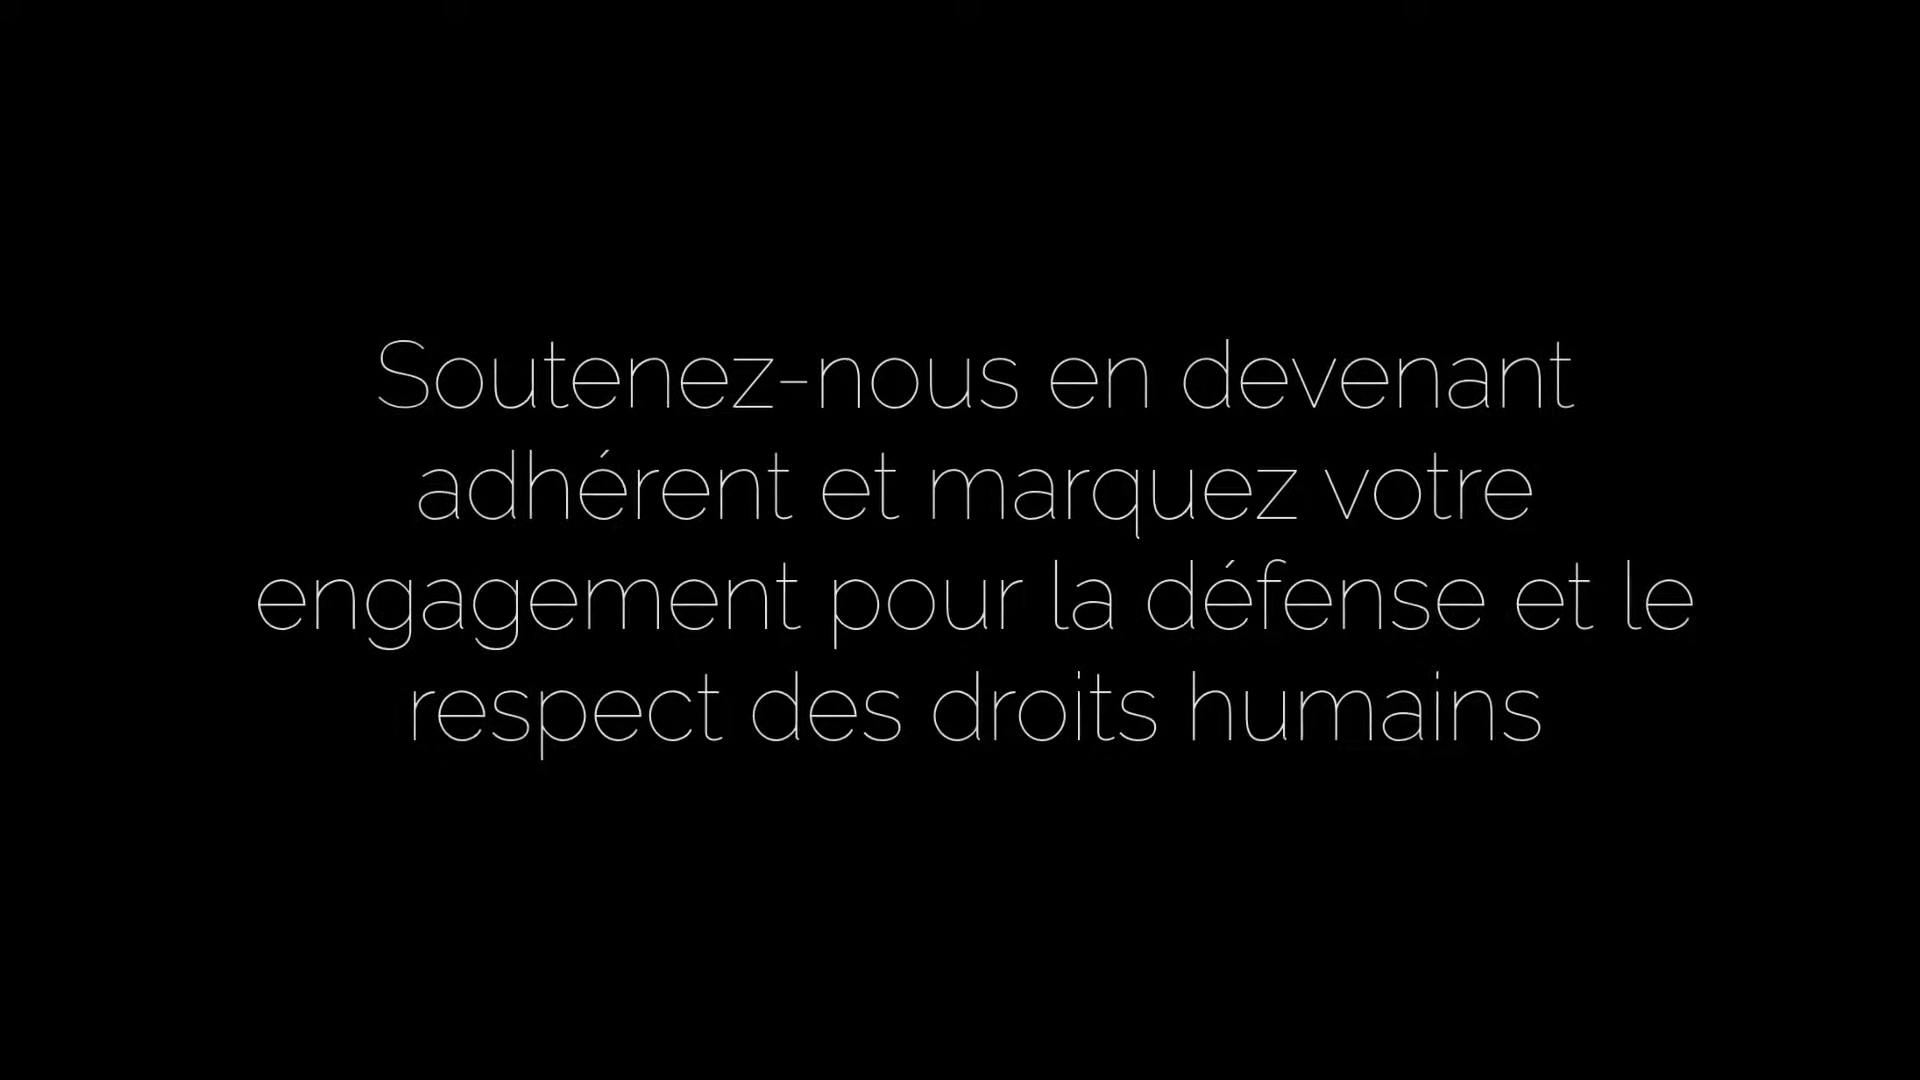 Soutenez-nous en devenant
adhérent et marquez votre
engagement pour la défense et le
respect des droits humains